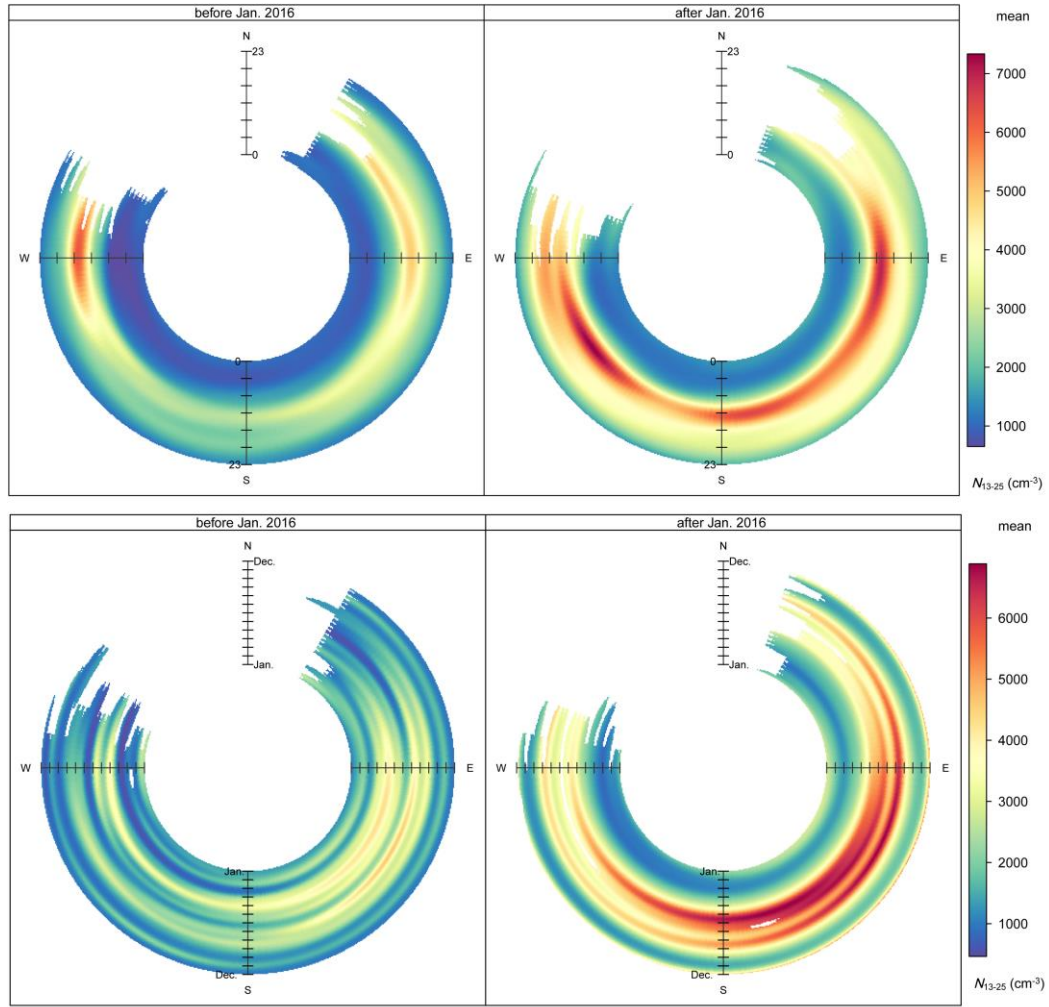 before Jan. 2016
after Jan. 2016
mean
N
23
0
W
E
0
23
S
N
23
0
W
E
0
23
S
7000
6000
5000
4000
3000
2000
1000
N13-25 (cm-3)
before Jan. 2016
after Jan. 2016
mean
N
Dec.
Jan.
W
E
Jan.
Dec.
S
N
Dec.
Jan.
W
E
Jan.
Dec.
S
6000
5000
4000
3000
2000
1000
N13-25 (cm-3)